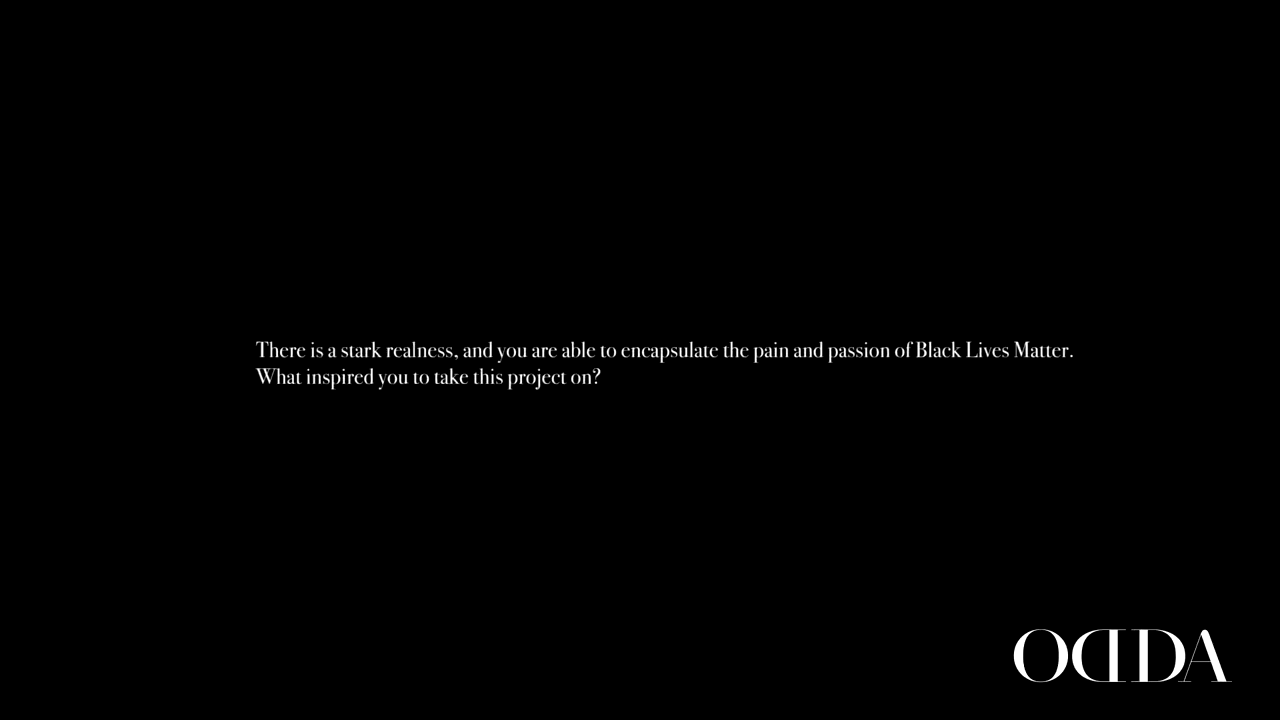 There is a stark realness, and you are able to encapsulate the pain and passion of Black Lives Matter.
What inspired you to take this project on?
ODDA